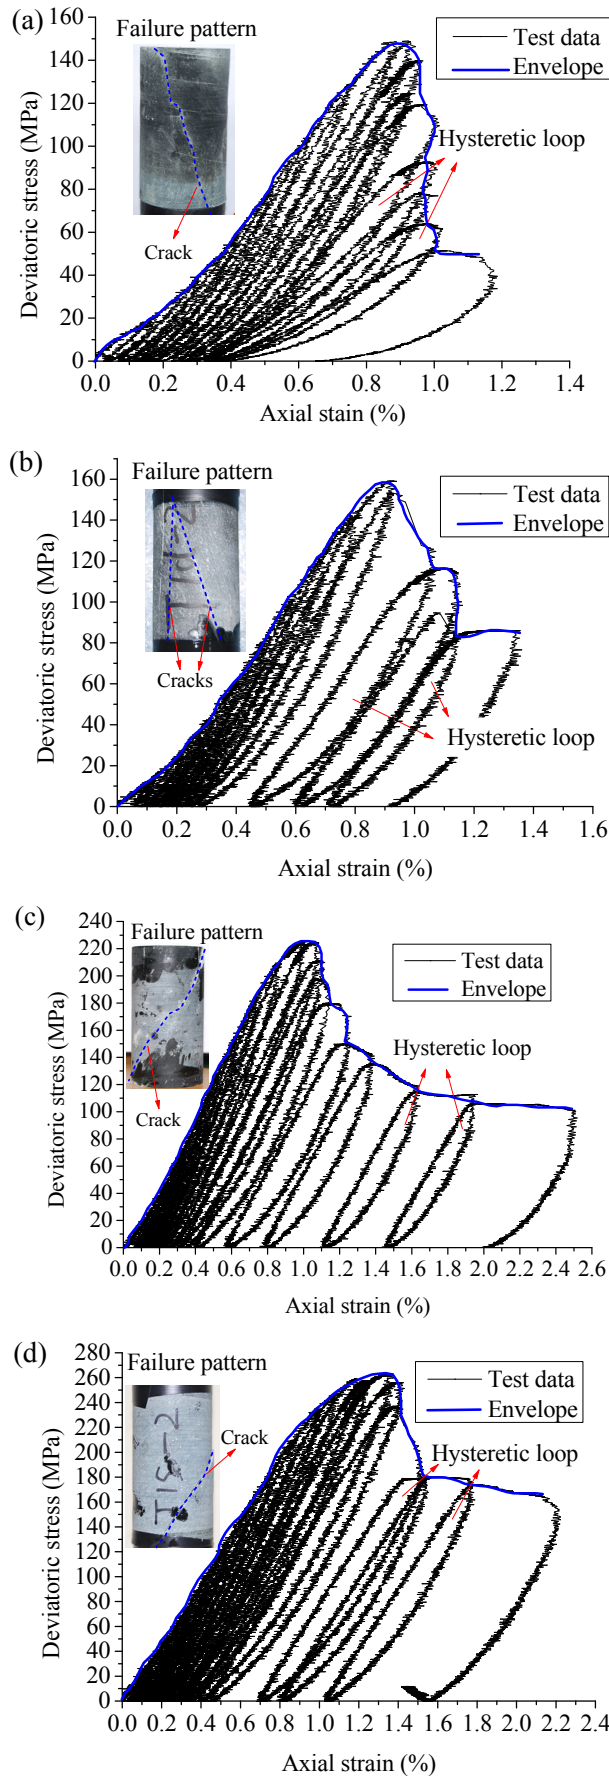 (a)
Failure pattern
Crack
Test data
Envelope
Hysteretic loop
160
140
120
100
80
60
40
20
0
Deviatoric stress (MPa)
0.0 0.2 0.4 0.6 0.8 1.0 1.2 1.4
Axial stain (%)
(b)
Failure pattern
Cracks
Test data
Envelope
Hysteretic loop
160
140
120
100
80
60
40
20
0
Deviatoric stress (MPa)
0.0 0.2 0.4 0.6 0.8 1.0 1.2 1.4 1.6
Axial strain (%)
(c)
Failure pattern
Crack
Test data
Envelope
Hysteretic loop
240
220
200
180
160
140
120
100
80
60
40
20
0
Deviatoric stress (MPa)
0.0 0.2 0.4 0.6 0.8 1.0 1.2 1.4 1.6 1.8 2.0 2.2 2.4 2.6
Axial strain (%)
(d)
Failure pattern
Crack
T1S-2
Test data
Envelope
Hysteretic loop
280
260
240
220
200
180
160
140
120
100
80
60
40
20
0
Deviatoric stress (MPa)
0.0 0.2 0.4 0.6 0.8 1.0 1.2 1.4 1.6 1.8 2.0 2.2 2.4
Axial strain (%)